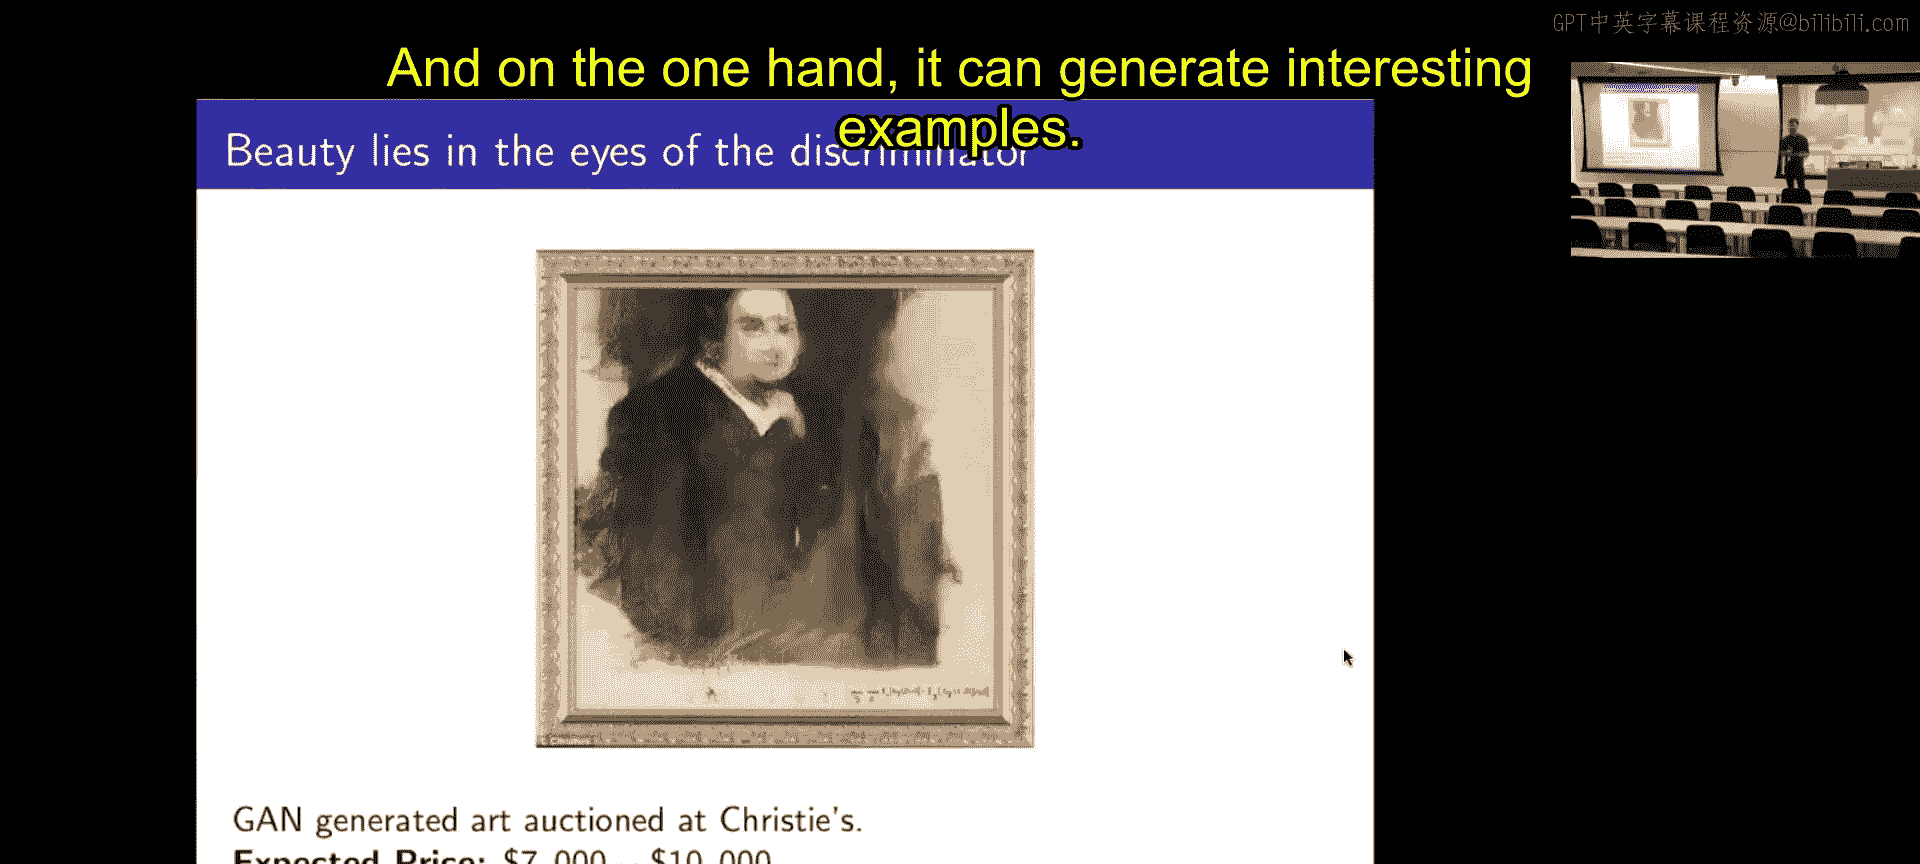 GPT中英字幕课程资源@bilibili.com
And on the one hand, it can generate interesting
examples.
Beauty lies in the eyes of the discriminator
GAN generated art auctioned at Christie's.
Expected Price: $7,000 - $10,000